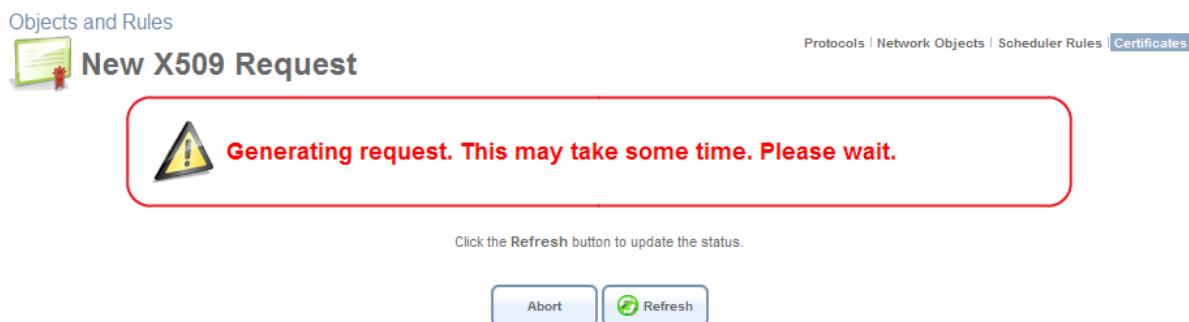 Objects and Rules
New X509 Request
Protocols | Network Objects | Scheduler Rules | Certificates
Generating request. This may take some time. Please wait.
Click the Refresh button to update the status.
Abort Refresh